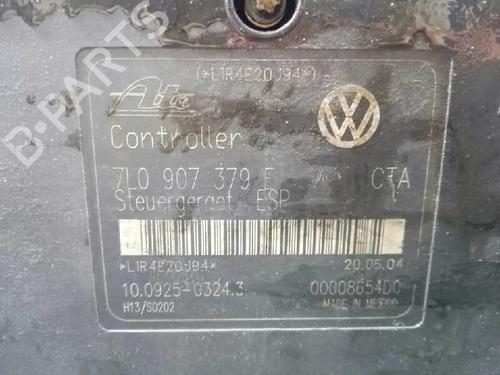 (*L1R4E20J94*)
Ate
Controller
7L0 907 379 E CTA
Steuergeraet ESP
*L1R4E20J94*
20.05.04
10.0925-0324.3 00008654D0
H13/S0202 MADE IN MEXICO
B-PARTS